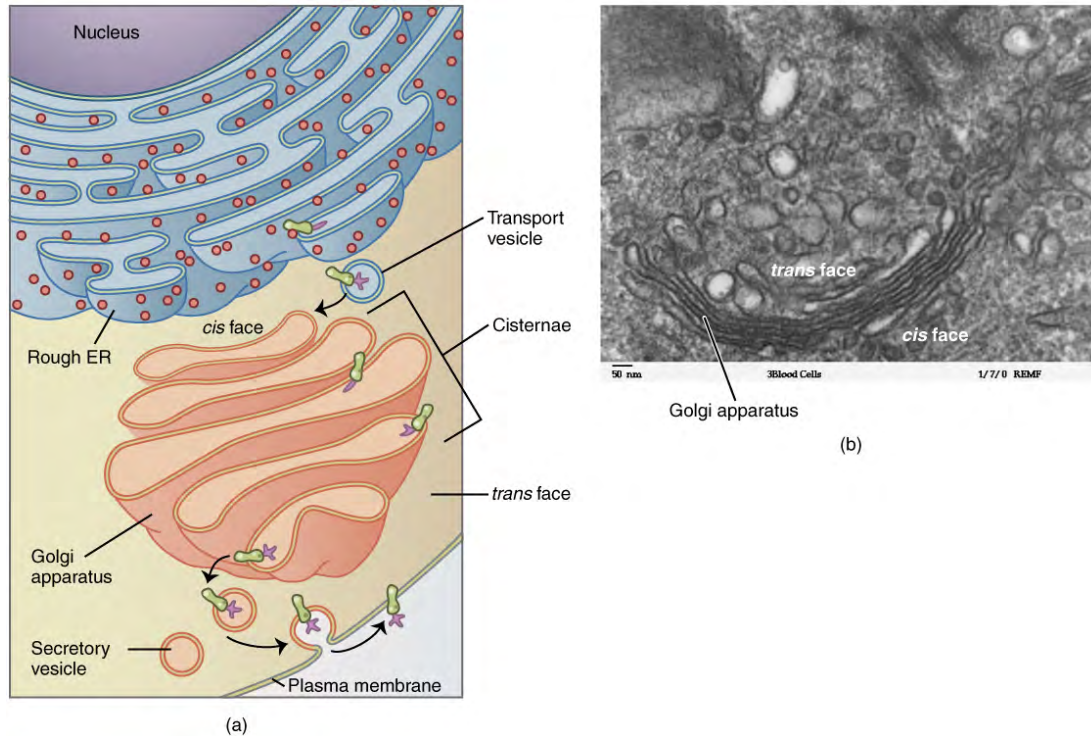 Nucleus
Transport
vesicle
cis face
Cisternae
Rough ER
trans face
Golgi
apparatus
Secretory
vesicle
Plasma membrane
(a)
trans face
cis face
50 nm
3Blood Cells
1/7/0 REMF
Golgi apparatus
(b)